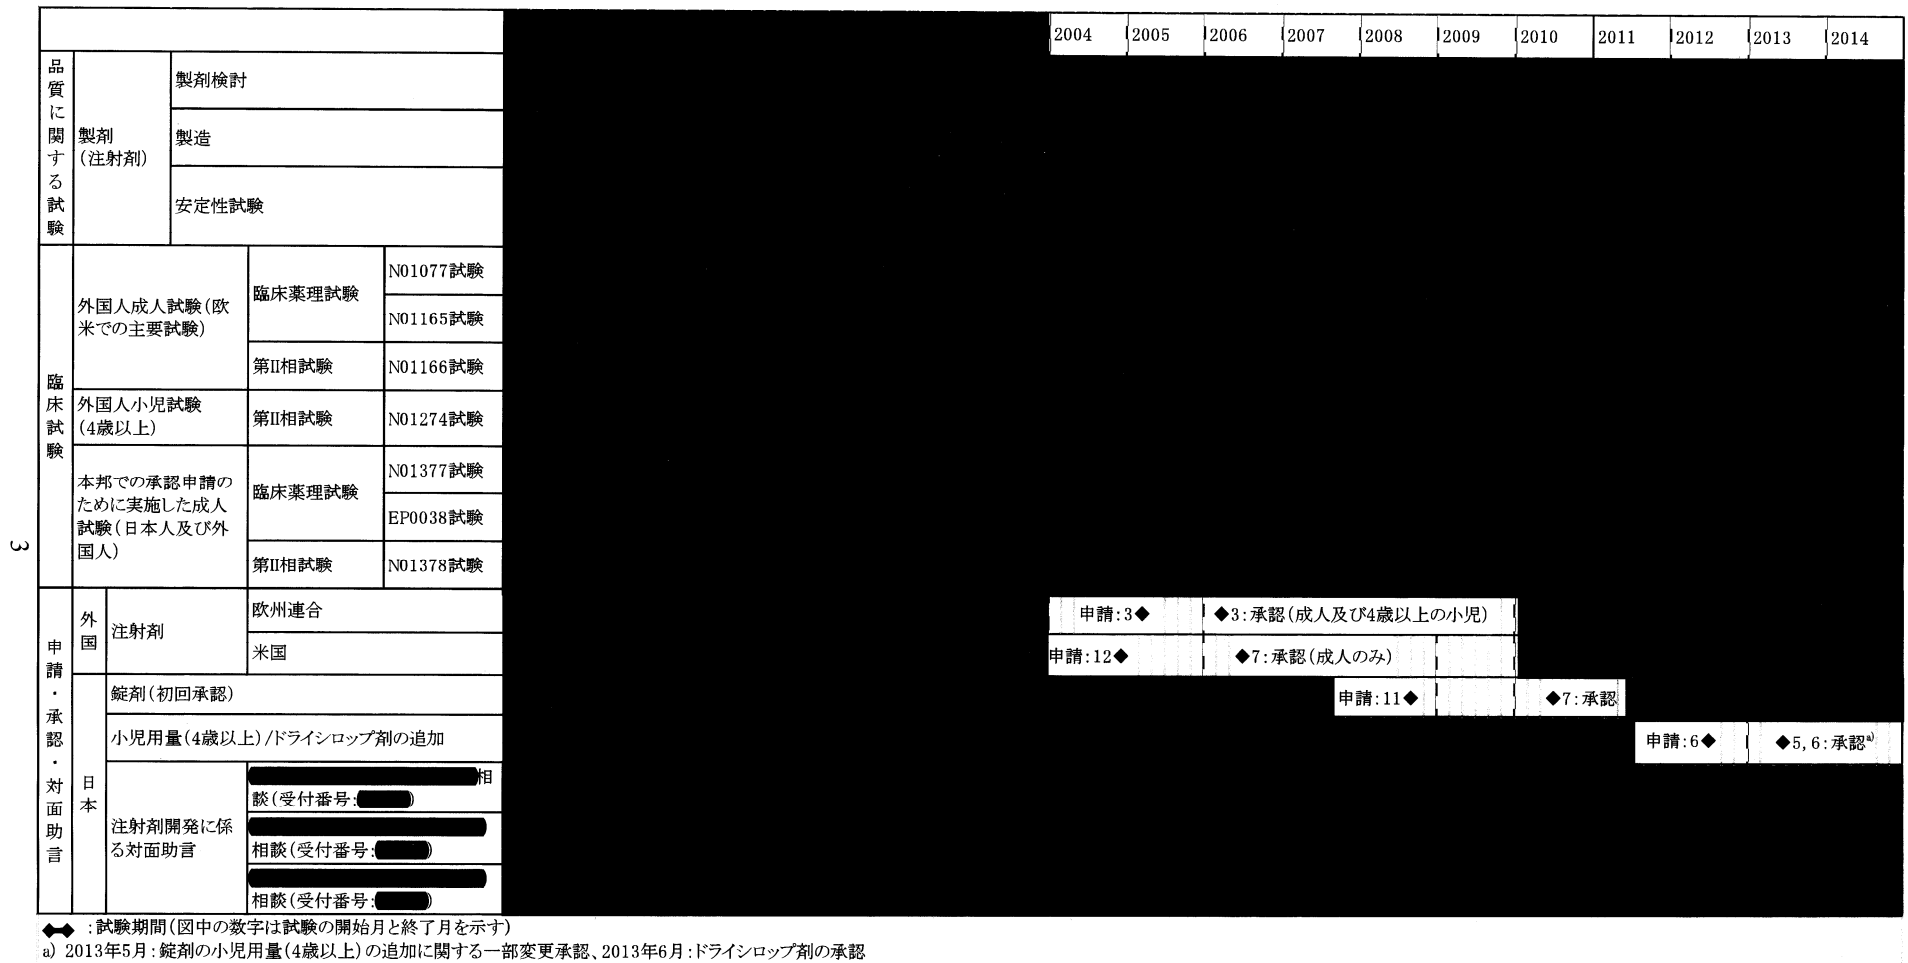 2004 2005 2006 2007 2008 2009 2010 2011 2012 2013 2014
品質に関する試験
製剤
(注射剤)
製剤検討
製造
安定性試験
臨床試験
外国人成人試験(欧
米での主要試験)
臨床薬理試験
N01077試験
N01165試験
第II相試験
N01166試験
外国人小児試験
(4歳以上)
第II相試験
N01274試験
本邦での承認申請の
ために実施した成人
試験(日本人及び外
国人)
臨床薬理試験
N01377試験
EP0038試験
第II相試験
N01378試験
3
申請・承認・対面助言
外国
注射剤
欧州連合
申請:3◆ ◆3:承認(成人及び4歳以上の小児)
米国
申請:12◆ ◆7:承認(成人のみ)
日本
錠剤(初回承認)
申請:11◆ ◆7:承認
小児用量(4歳以上)/ドライシロップ剤の追加
申請:6◆ ◆5,6:承認a)
注射剤開発に係
る対面助言
相
談(受付番号: )
相談(受付番号: )
相談(受付番号: )
◆◆ :試験期間(図中の数字は試験の開始月と終了月を示す)
a) 2013年5月:錠剤の小児用量(4歳以上)の追加に関する一部変更承認、2013年6月:ドライシロップ剤の承認